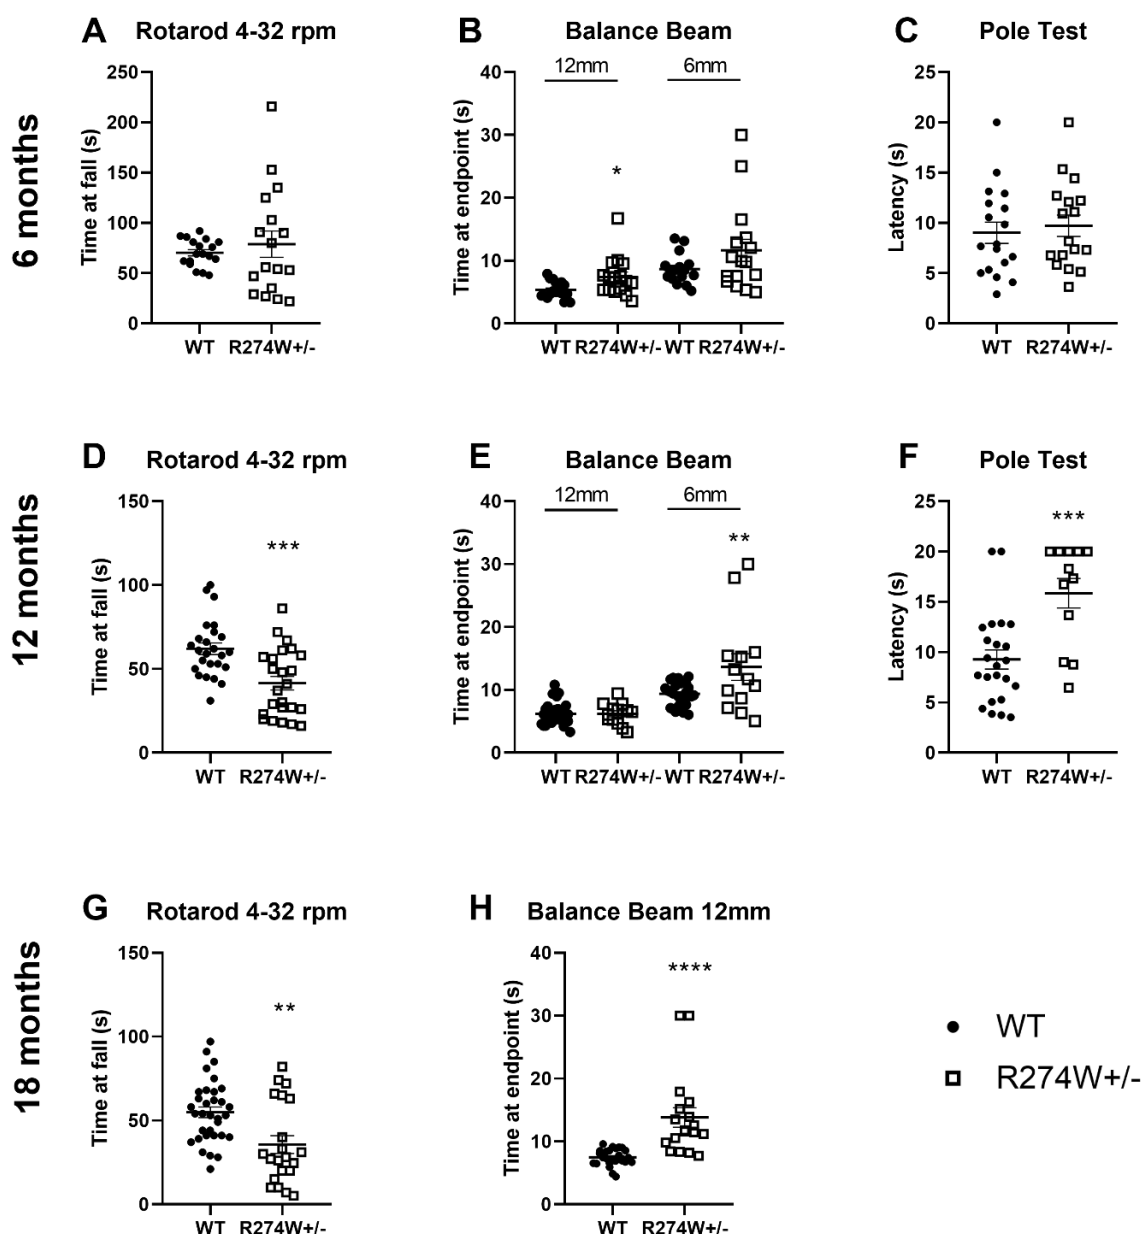 6 months
A Rotarod 4-32 rpm
Time at fall (s)
250
200
150
100
50
0
WT R274W+/-
B Balance Beam
12mm 6mm
Time at endpoint (s)
40
30
20
10
0
*
WT R274W+/- WT R274W+/-
C Pole Test
Latency (s)
25
20
15
10
5
0
WT R274W+/-
12 months
D Rotarod 4-32 rpm
Time at fall (s)
150
100
50
0
***
WT R274W+/-
E Balance Beam
12mm 6mm
Time at endpoint (s)
40
30
20
10
0
**
WT R274W+/- WT R274W+/-
F Pole Test
Latency (s)
25
20
15
10
5
0
***
WT R274W+/-
18 months
G Rotarod 4-32 rpm
Time at fall (s)
150
100
50
0
**
WT R274W+/-
H Balance Beam 12mm
Time at endpoint (s)
40
30
20
10
0
****
WT R274W+/-
WT
R274W+/-